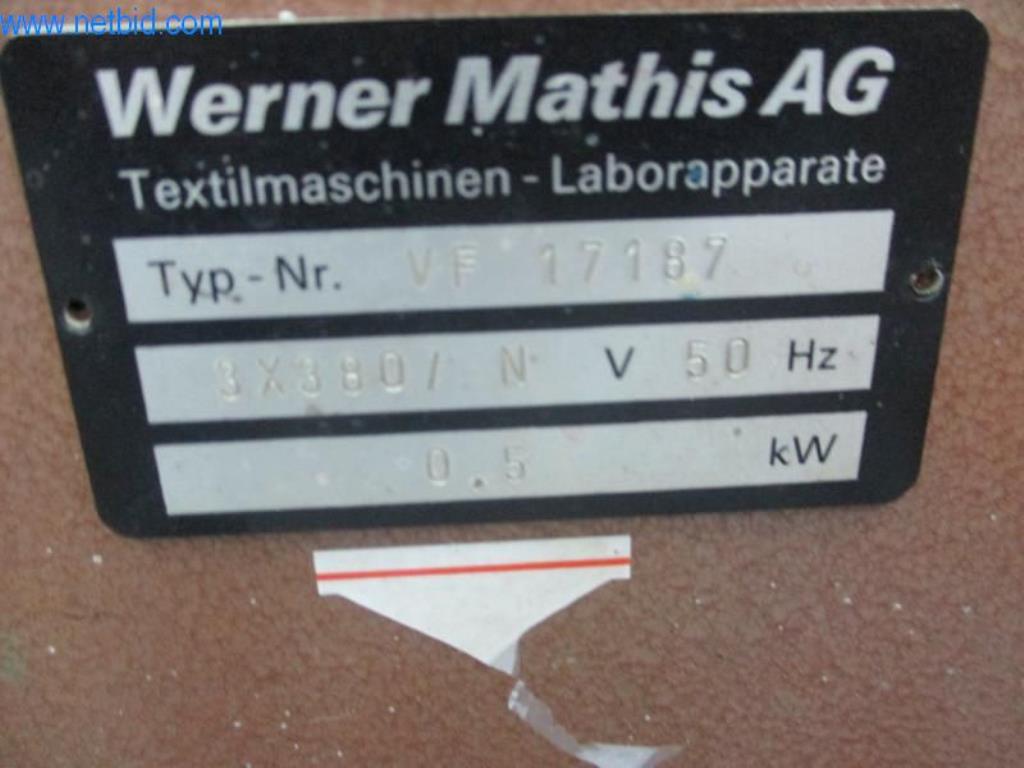 www.netbid.com
Werner Mathis AG
Textilmaschinen - Laborapparate
Typ.-Nr. VF 17187
3X380/ N V 50 Hz
0.5 kW